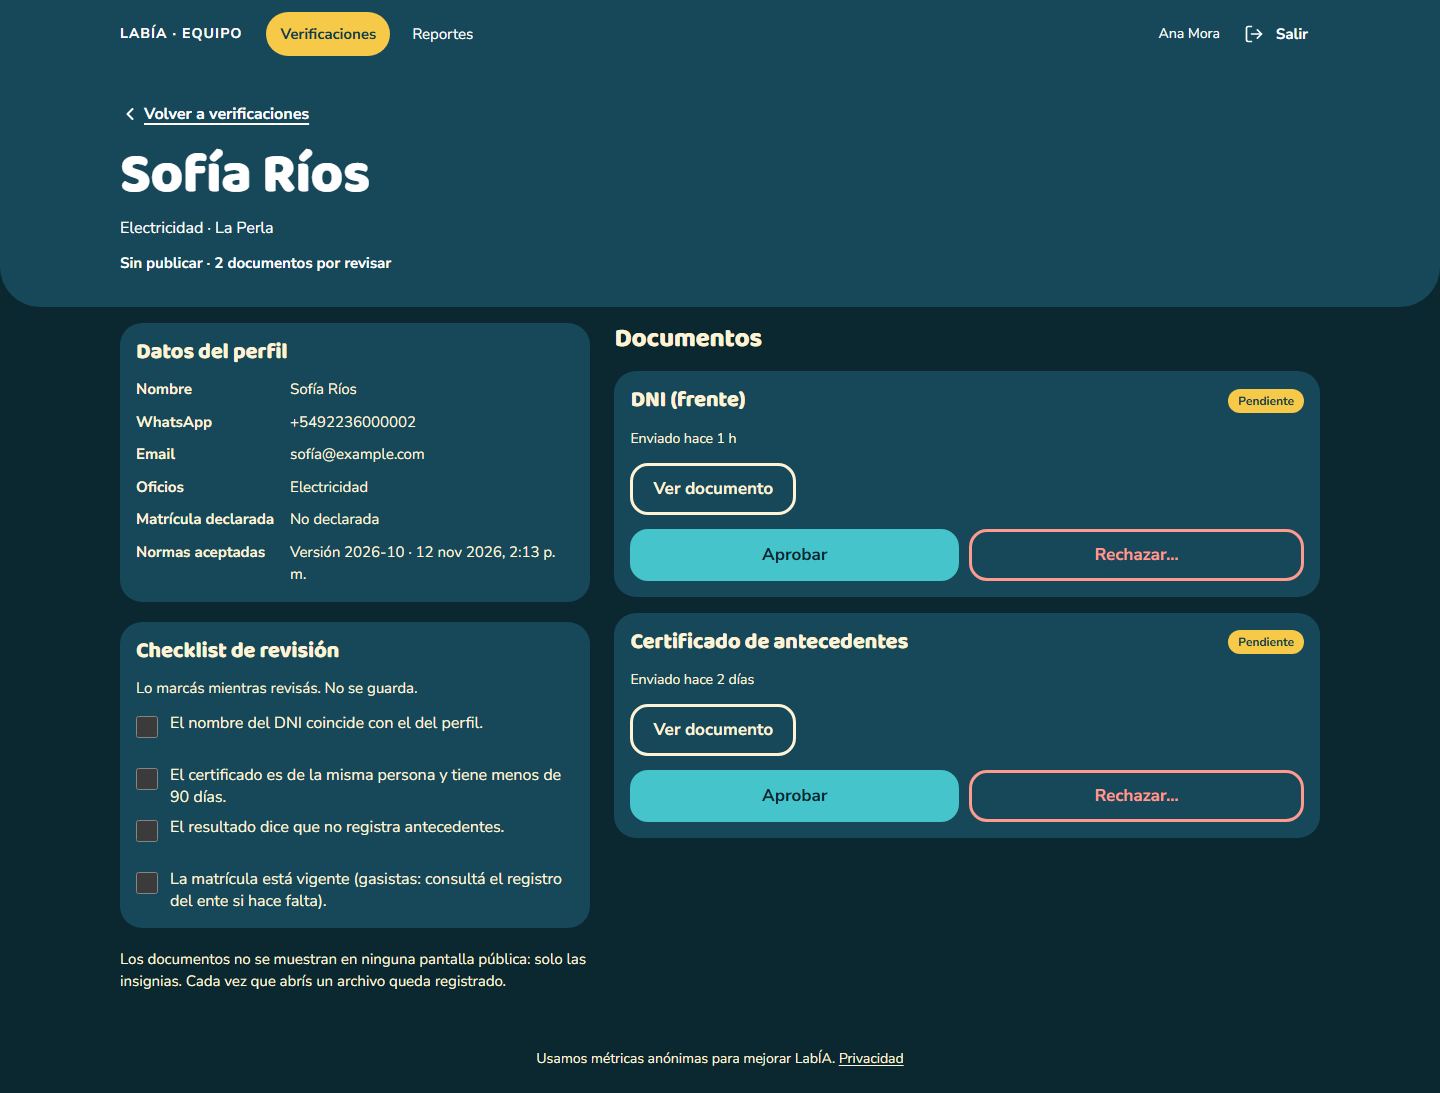 LABÍA · EQUIPO
Verificaciones
Reportes
Ana Mora
Salir
Volver a verificaciones
Sofía Ríos
Electricidad · La Perla
Sin publicar · 2 documentos por revisar
Datos del perfil
Nombre Sofía Ríos
WhatsApp +5492236000002
Email sofía@example.com
Oficios Electricidad
Matrícula declarada No declarada
Normas aceptadas Versión 2026-10 · 12 nov 2026, 2:13 p.
m.
Checklist de revisión
Lo marcás mientras revisás. No se guarda.
El nombre del DNI coincide con el del perfil.
El certificado es de la misma persona y tiene menos de
90 días.
El resultado dice que no registra antecedentes.
La matrícula está vigente (gasistas: consultá el registro
del ente si hace falta).
Los documentos no se muestran en ninguna pantalla pública: solo las
insignias. Cada vez que abrís un archivo queda registrado.
Documentos
DNI (frente)
Pendiente
Enviado hace 1 h
Ver documento
Aprobar
Rechazar...
Certificado de antecedentes
Pendiente
Enviado hace 2 días
Ver documento
Aprobar
Rechazar...
Usamos métricas anónimas para mejorar LabÍA. Privacidad